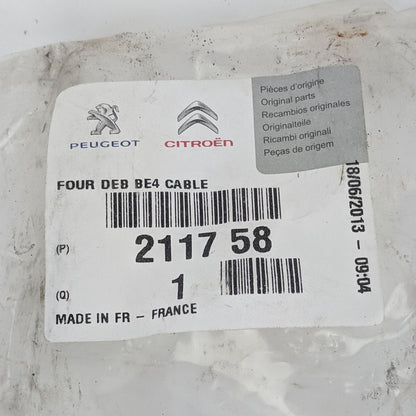 PEUGEOT
CITROËN
Pièces d'origine
Original parts
Recambios originales
Originalteile
Ricambi originali
Peças de origem
FOUR DEB BE4 CABLE
(P) 2117 58
(Q) 1
MADE IN FR - FRANCE
18/06/2013 - 09:04